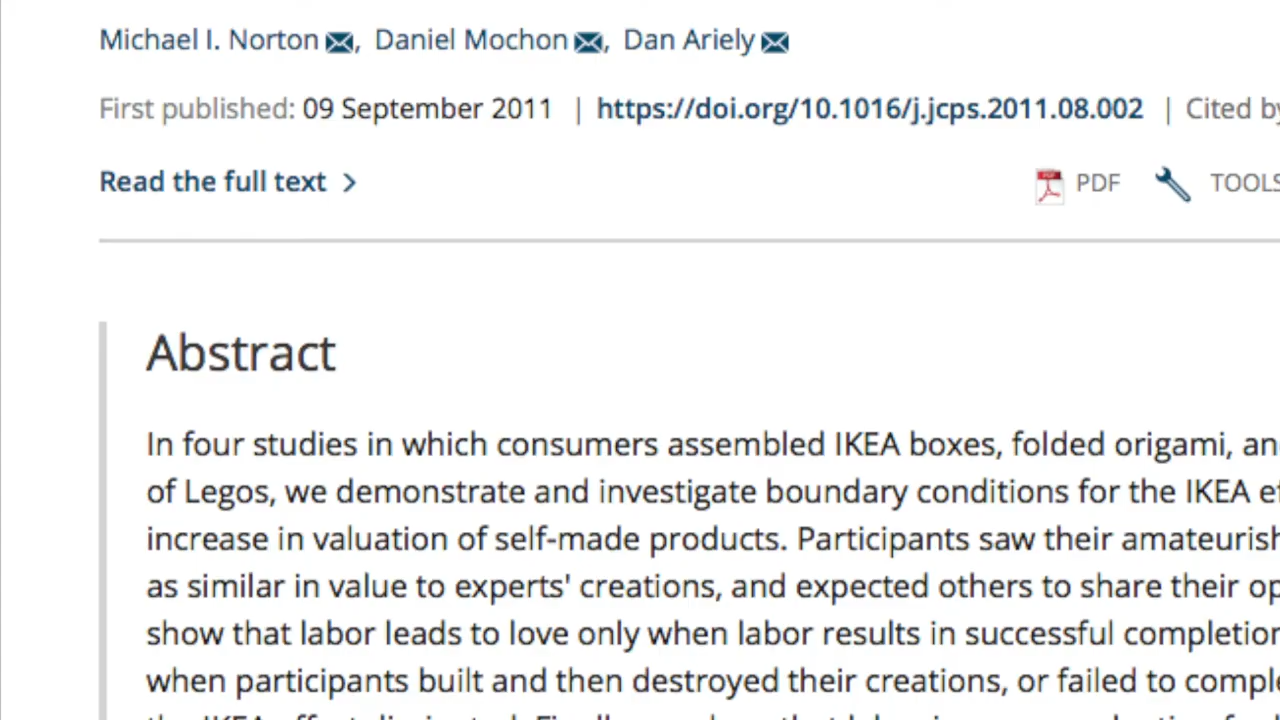 Michael I. Norton, Daniel Mochon, Dan Ariely
First published: 09 September 2011 | https://doi.org/10.1016/j.jcps.2011.08.002 | Cited by
Read the full text >
PDF TOOLS
Abstract
In four studies in which consumers assembled IKEA boxes, folded origami, an
of Legos, we demonstrate and investigate boundary conditions for the IKEA ef
increase in valuation of self-made products. Participants saw their amateurish
as similar in value to experts' creations, and expected others to share their op
show that labor leads to love only when labor results in successful completion
when participants built and then destroyed their creations, or failed to comple